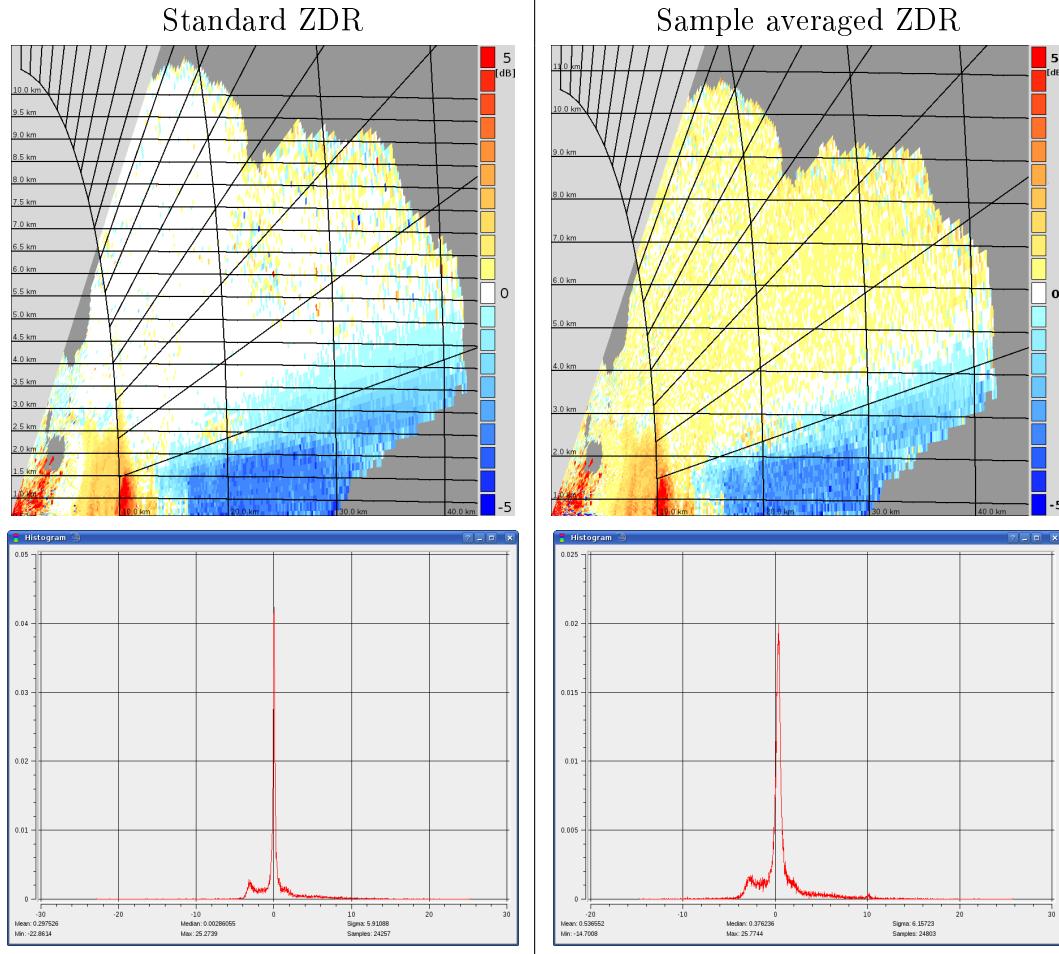 Standard ZDR
5
[dB]
10.0 km
9.5 km
9.0 km
8.5 km
8.0 km
7.5 km
7.0 km
6.5 km
6.0 km
5.5 km
5.0 km
4.5 km
4.0 km
3.5 km
3.0 km
2.5 km
2.0 km
1.5 km
1.0 km
0
-5
20.0 km
30.0 km
40.0 km
Sample averaged ZDR
5
11.0 km
10.0 km
9.0 km
8.0 km
7.0 km
6.0 km
5.0 km
4.0 km
3.0 km
2.0 km
0
20.0 km
30.0 km
40.0 km
Histogram
0.05
0.04
0.03
0.02
0.01
0
-30 -20 -10 0 10 20 30
Mean: 0.297526 Median: 0.00286055 Sigma: 5.91088
Min: -22.8614 Max: 25.2739 Samples: 24257
Histogram
0.025
0.02
0.015
0.01
0.005
0
-20 -10 0 10 20 30
Mean: 0.536552 Median: 0.376236 Sigma: 6.15723
Min: -14.7008 Max: 25.7744 Samples: 24803